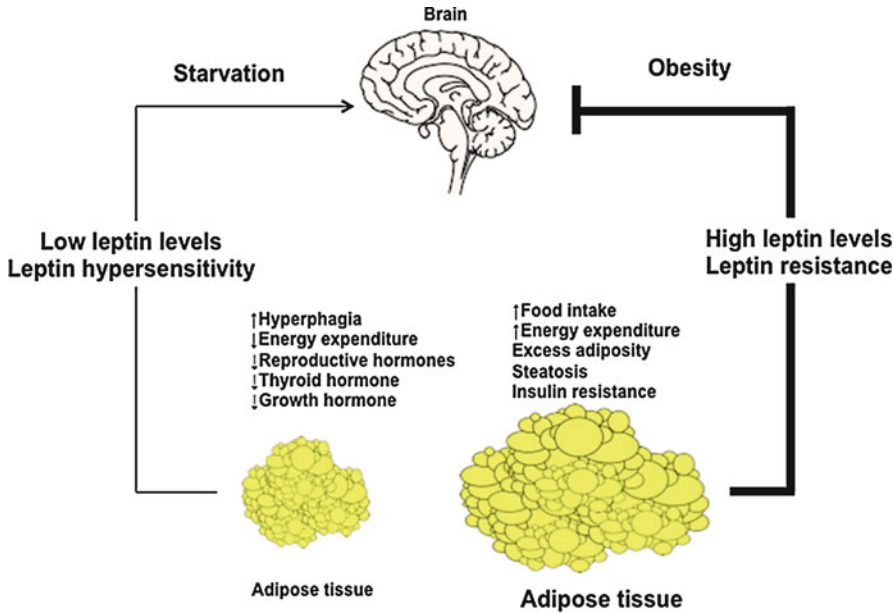 Brain
Starvation
Obesity
Low leptin levels
Leptin hypersensitivity
High leptin levels
Leptin resistance
↑Hyperphagia
↓Energy expenditure
↓Reproductive hormones
↓Thyroid hormone
↓Growth hormone
↑Food intake
↑Energy expenditure
Excess adiposity
Steatosis
Insulin resistance
Adipose tissue
Adipose tissue